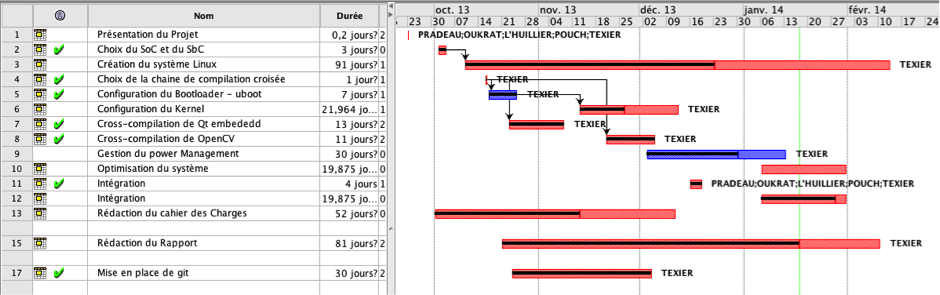 Nom Durée
oct. 13 nov. 13 déc. 13 janv. 14 févr. 14
23 30 07 14 21 28 04 11 18 25 02 09 16 23 30 06 13 20 27 03 10 17 24
1 Présentation du Projet 0,2 jours? 2 PRADEAU;OUKRAT;L'HUILLIER;POUCH;TEXIER
2 Choix du SoC et du SbC 3 jours? 0
3 Création du système Linux 91 jours? 1 TEXIER
4 Choix de la chaine de compilation croisée 1 jour? 1 TEXIER
5 Configuration du Bootloader - uboot 7 jours? 1 TEXIER
6 Configuration du Kernel 21,964 jo... 1 TEXIER
7 Cross-compilation de Qt embededd 13 jours? 2 TEXIER
8 Cross-compilation de OpenCV 11 jours? 2 TEXIER
9 Gestion du power Management 30 jours? 0 TEXIER
10 Optimisation du système 19,875 jo... 0
11 Intégration 4 jours 1 PRADEAU;OUKRAT;L'HUILLIER;POUCH;TEXIER
12 Intégration 19,875 jo... 0
13 Rédaction du cahier des Charges 52 jours? 0
15 Rédaction du Rapport 81 jours? 2 TEXIER
17 Mise en place de git 30 jours? 2 TEXIER